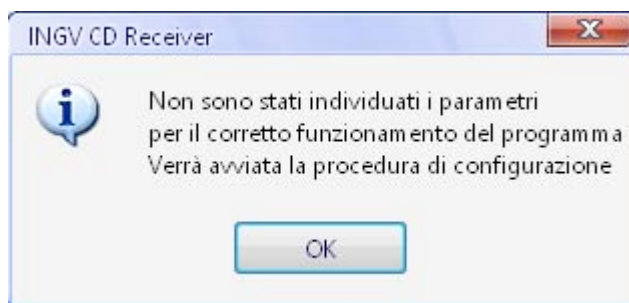 INGV CD Receiver
Non sono stati individuati i parametri
per il corretto funzionamento del programma
Verrà avviata la procedura di configurazione
OK